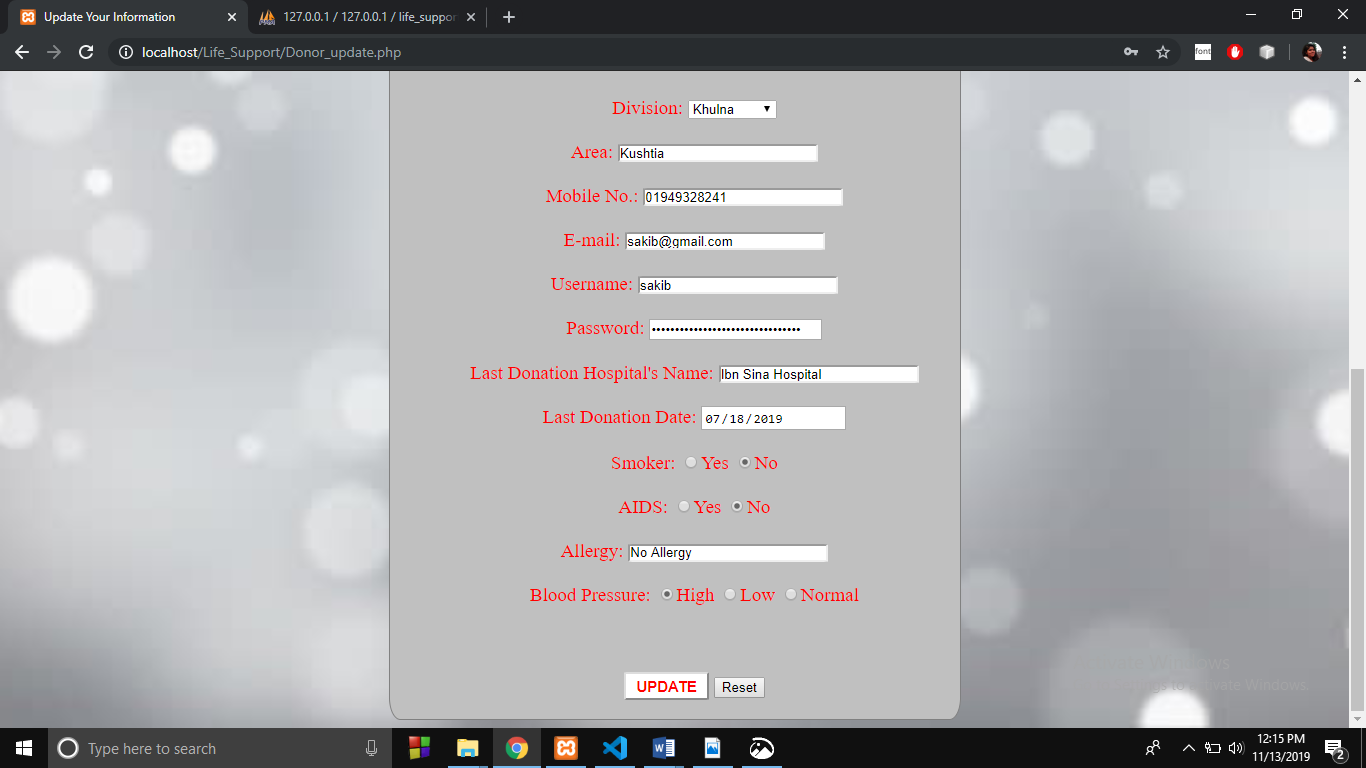 Update Your Information
127.0.0.1 / 127.0.0.1 / life_suppor
localhost/Life_Support/Donor_update.php
font
Division: Khulna
Area: Kushtia
Mobile No.: 01949328241
E-mail: sakib@gmail.com
Username: sakib
Password: ••••••••••••••••••••••••••••••••
Last Donation Hospital's Name: Ibn Sina Hospital
Last Donation Date: 07/18/2019
Smoker: Yes No
AIDS: Yes No
Allergy: No Allergy
Blood Pressure: High Low Normal
UPDATE Reset
Windows
to activate Windows.
Type here to search
12:15 PM
11/13/2019
2